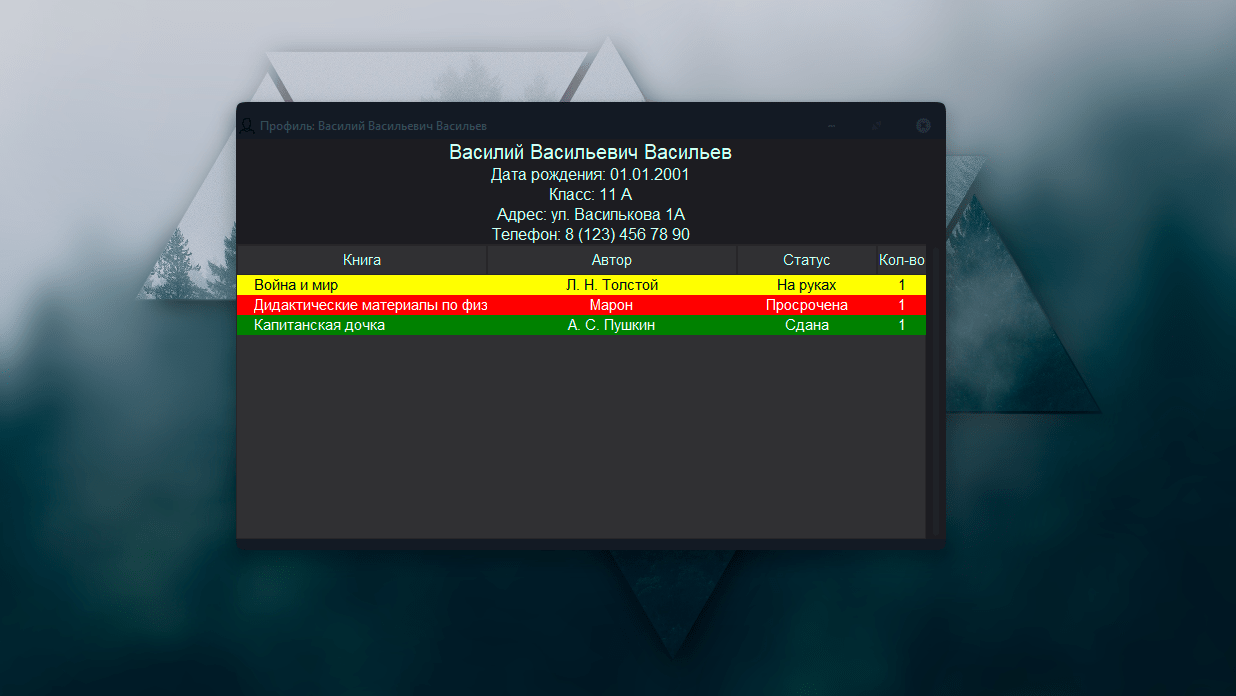 Профиль: Василий Васильевич Васильев
Василий Васильевич Васильев
Дата рождения: 01.01.2001
Класс: 11 А
Адрес: ул. Василькова 1А
Телефон: 8 (123) 456 78 90
Книга Автор Статус Кол-во
Война и мир Л. Н. Толстой На руках 1
Дидактические материалы по физ Марон Просрочена 1
Капитанская дочка А. С. Пушкин Сдана 1